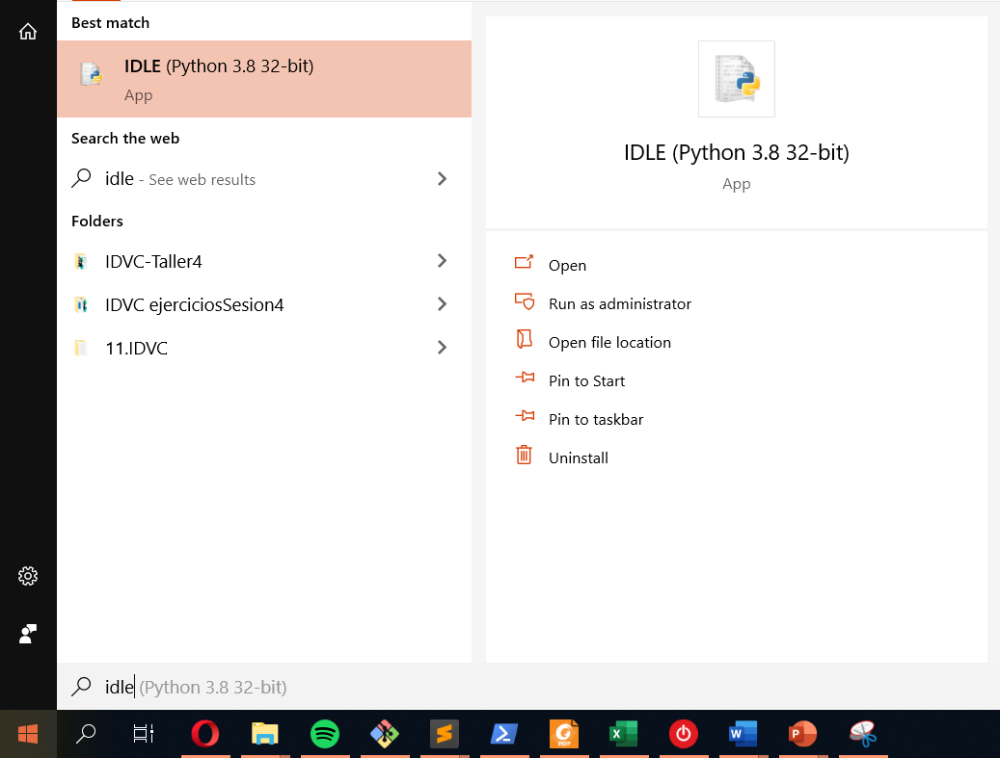 Best match
IDLE (Python 3.8 32-bit)
App
Search the web
idle - See web results
Folders
IDVC-Taller4
IDVC ejerciciosSesion4
11.IDVC
IDLE (Python 3.8 32-bit)
App
Open
Run as administrator
Open file location
Pin to Start
Pin to taskbar
Uninstall
idle (Python 3.8 32-bit)
G PDF X W P